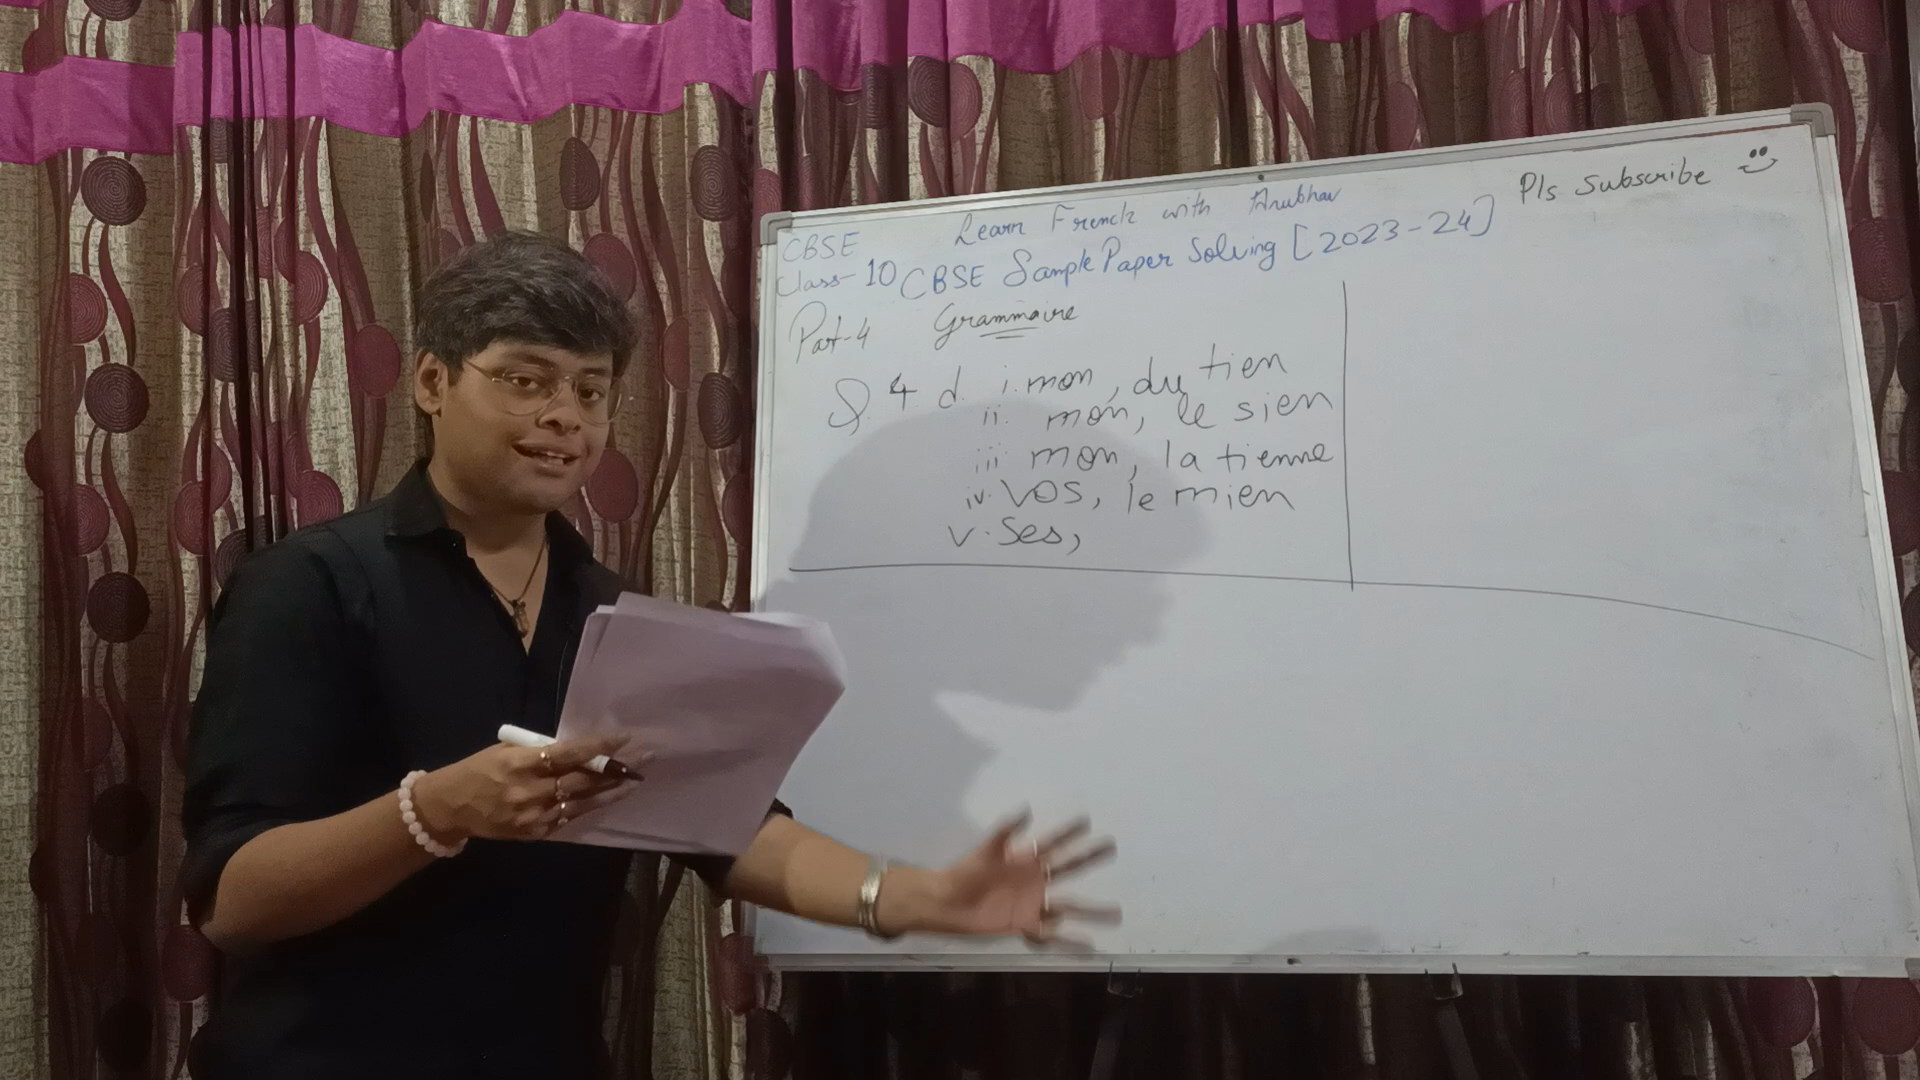 Learn French with Anubhav
Pls Subscribe
CBSE
Class-10 CBSE Sample Paper Solving [2023-24]
Part-4 Grammaire
Q. 4 d. i. mon, du tien
ii. mon, le sien
iii mon, la tienne
iv. Vos, le mien
v. Ses,